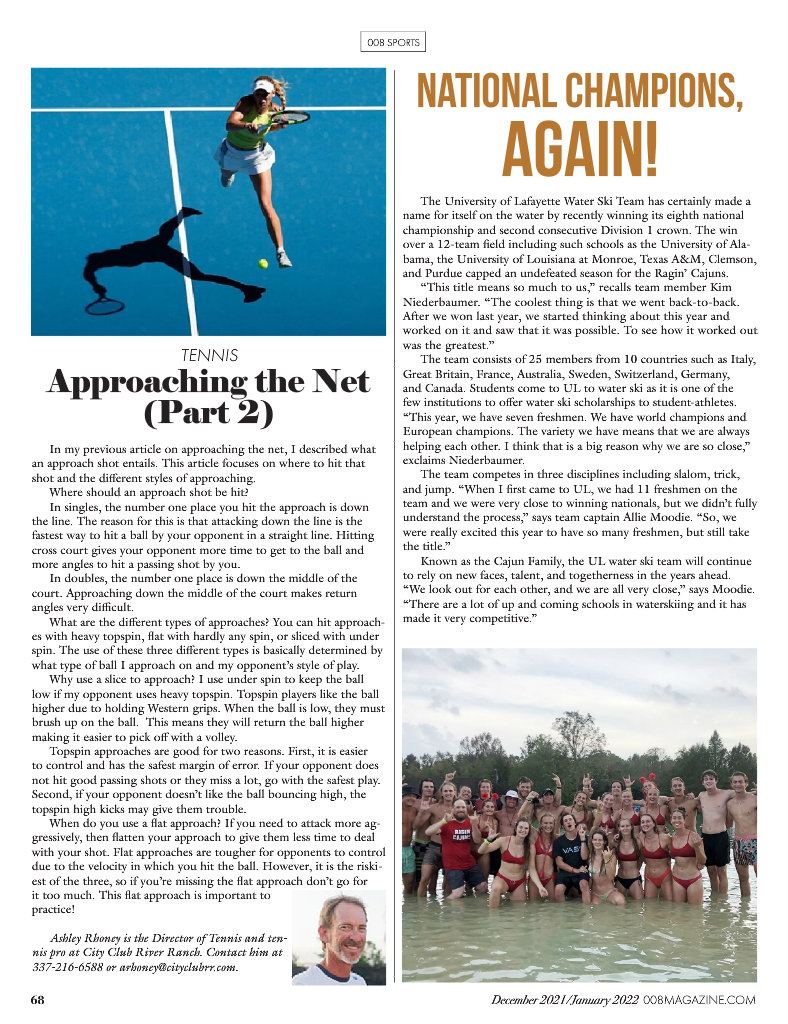 008 SPORTS
TENNIS
Approaching the Net
(Part 2)
In my previous article on approaching the net, I described what
an approach shot entails. This article focuses on where to hit that
shot and the different styles of approaching.
Where should an approach shot be hit?
In singles, the number one place you hit the approach is down
the line. The reason for this is that attacking down the line is the
fastest way to hit a ball by your opponent in a straight line. Hitting
cross court gives your opponent more time to get to the ball and
more angles to hit a passing shot by you.
In doubles, the number one place is down the middle of the
court. Approaching down the middle of the court makes return
angles very difficult.
What are the different types of approaches? You can hit approach-
es with heavy topspin, flat with hardly any spin, or sliced with under
spin. The use of these three different types is basically determined by
what type of ball I approach on and my opponent's style of play.
Why use a slice to approach? I use under spin to keep the ball
low if my opponent uses heavy topspin. Topspin players like the ball
higher due to holding Western grips. When the ball is low, they must
brush up on the ball. This means they will return the ball higher
making it easier to pick off with a volley.
Topspin approaches are good for two reasons. First, it is easier
to control and has the safest margin of error. If your opponent does
not hit good passing shots or they miss a lot, go with the safest play.
Second, if your opponent doesn't like the ball bouncing high, the
topspin high kicks may give them trouble.
When do you use a flat approach? If you need to attack more ag-
gressively, then flatten your approach to give them less time to deal
with your shot. Flat approaches are tougher for opponents to control
due to the velocity in which you hit the ball. However, it is the riski-
est of the three, so if you're missing the flat approach don't go for
it too much. This flat approach is important to
practice!
Ashley Rhoney is the Director of Tennis and ten-
nis pro at City Club River Ranch. Contact him at
337-216-6588 or arhoney@cityclubrr.com.
NATIONAL CHAMPIONS,
AGAIN!
The University of Lafayette Water Ski Team has certainly made a
name for itself on the water by recently winning its eighth national
championship and second consecutive Division 1 crown. The win
over a 12-team field including such schools as the University of Ala-
bama, the University of Louisiana at Monroe, Texas A&M, Clemson,
and Purdue capped an undefeated season for the Ragin' Cajuns.
"This title means so much to us," recalls team member Kim
Niederbaumer. "The coolest thing is that we went back-to-back.
After we won last year, we started thinking about this year and
worked on it and saw that it was possible. To see how it worked out
was the greatest."
The team consists of 25 members from 10 countries such as Italy,
Great Britain, France, Australia, Sweden, Switzerland, Germany,
and Canada. Students come to UL to water ski as it is one of the
few institutions to offer water ski scholarships to student-athletes.
"This year, we have seven freshmen. We have world champions and
European champions. The variety we have means that we are always
helping each other. I think that is a big reason why we are so close,"
exclaims Niederbaumer.
The team competes in three disciplines including slalom, trick,
and jump. "When I first came to UL, we had 11 freshmen on the
team and we were very close to winning nationals, but we didn't fully
understand the process," says team captain Allie Moodie. "So, we
were really excited this year to have so many freshmen, but still take
the title."
Known as the Cajun Family, the UL water ski team will continue
to rely on new faces, talent, and togetherness in the years ahead.
"We look out for each other, and we are all very close," says Moodie.
"There are a lot of up and coming schools in waterskiing and it has
made it very competitive."
RAGIN
CAJUNS
68
December 2021/January 2022 008MAGAZINE.COM